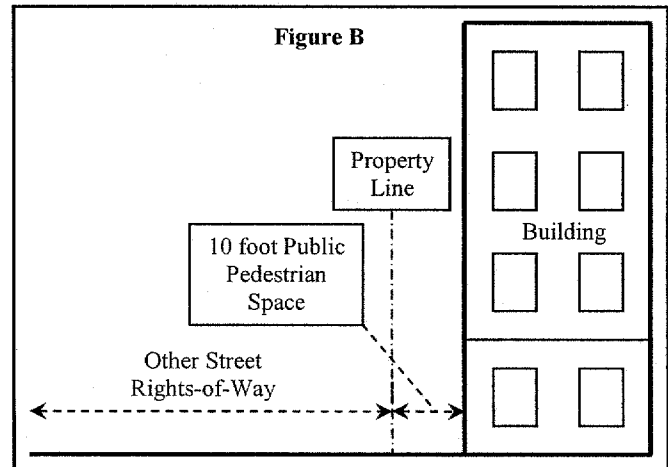 Figure B
Property
Line
10 foot Public
Pedestrian
Space
Building
Other Street
Rights-of-Way